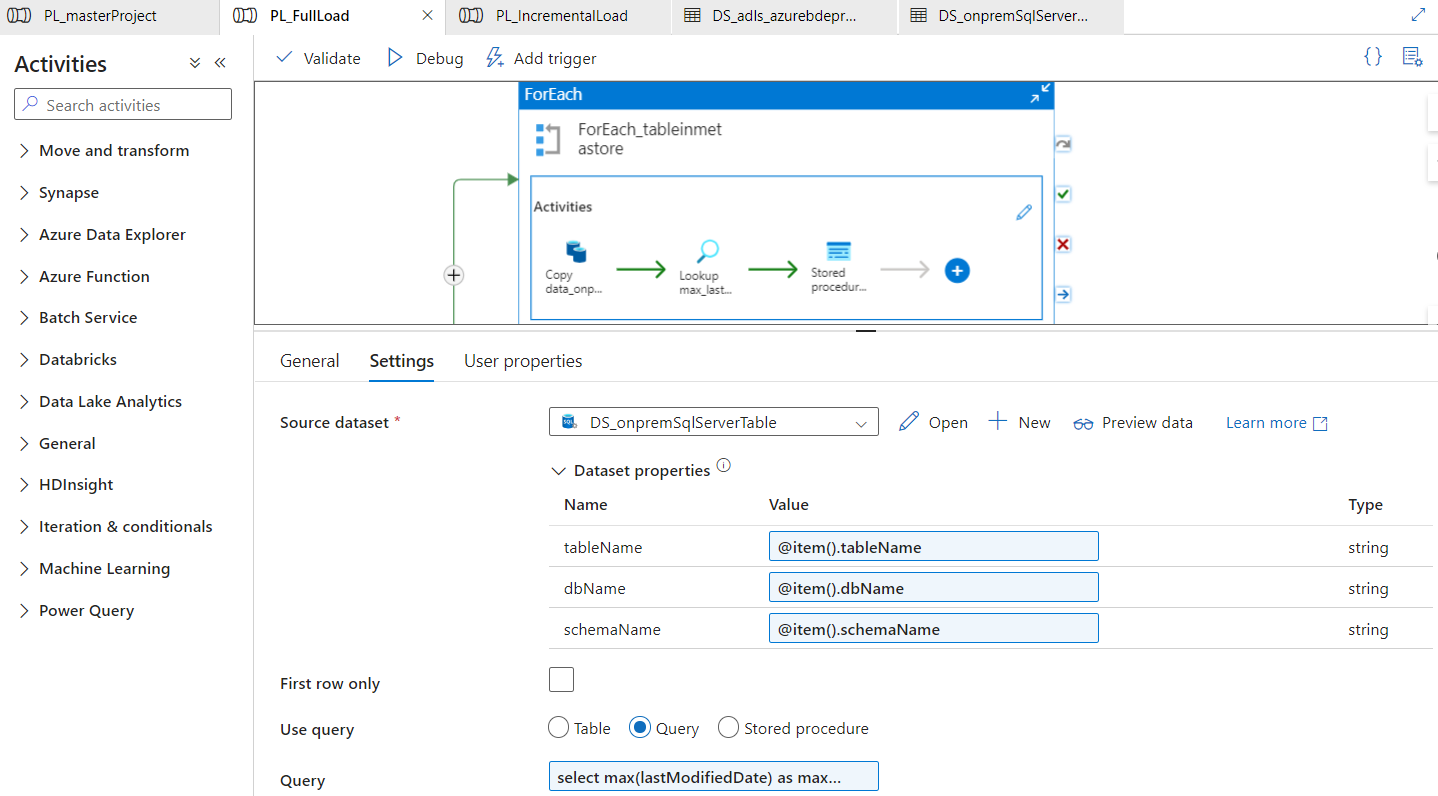 PL_masterProject
PL_FullLoad
PL_IncrementalLoad
DS_adls_azurebdepr...
DS_onpremSqlServer...
Activities
Search activities
Move and transform
Synapse
Azure Data Explorer
Azure Function
Batch Service
Databricks
Data Lake Analytics
General
HDInsight
Iteration & conditionals
Machine Learning
Power Query
Validate
Debug
Add trigger
{}
ForEach
ForEach_tableinmet
astore
Activities
Copy
data_onp...
Lookup
max_last...
Stored
procedur...
General
Settings
User properties
Source dataset *
SQL
DS_onpremSqlServerTable
Open
New
Preview data
Learn more
Dataset properties
Name Value Type
tableName @item().tableName string
dbName @item().dbName string
schemaName @item().schemaName string
First row only
Use query
Table
Query
Stored procedure
Query
select max(lastModifiedDate) as max...